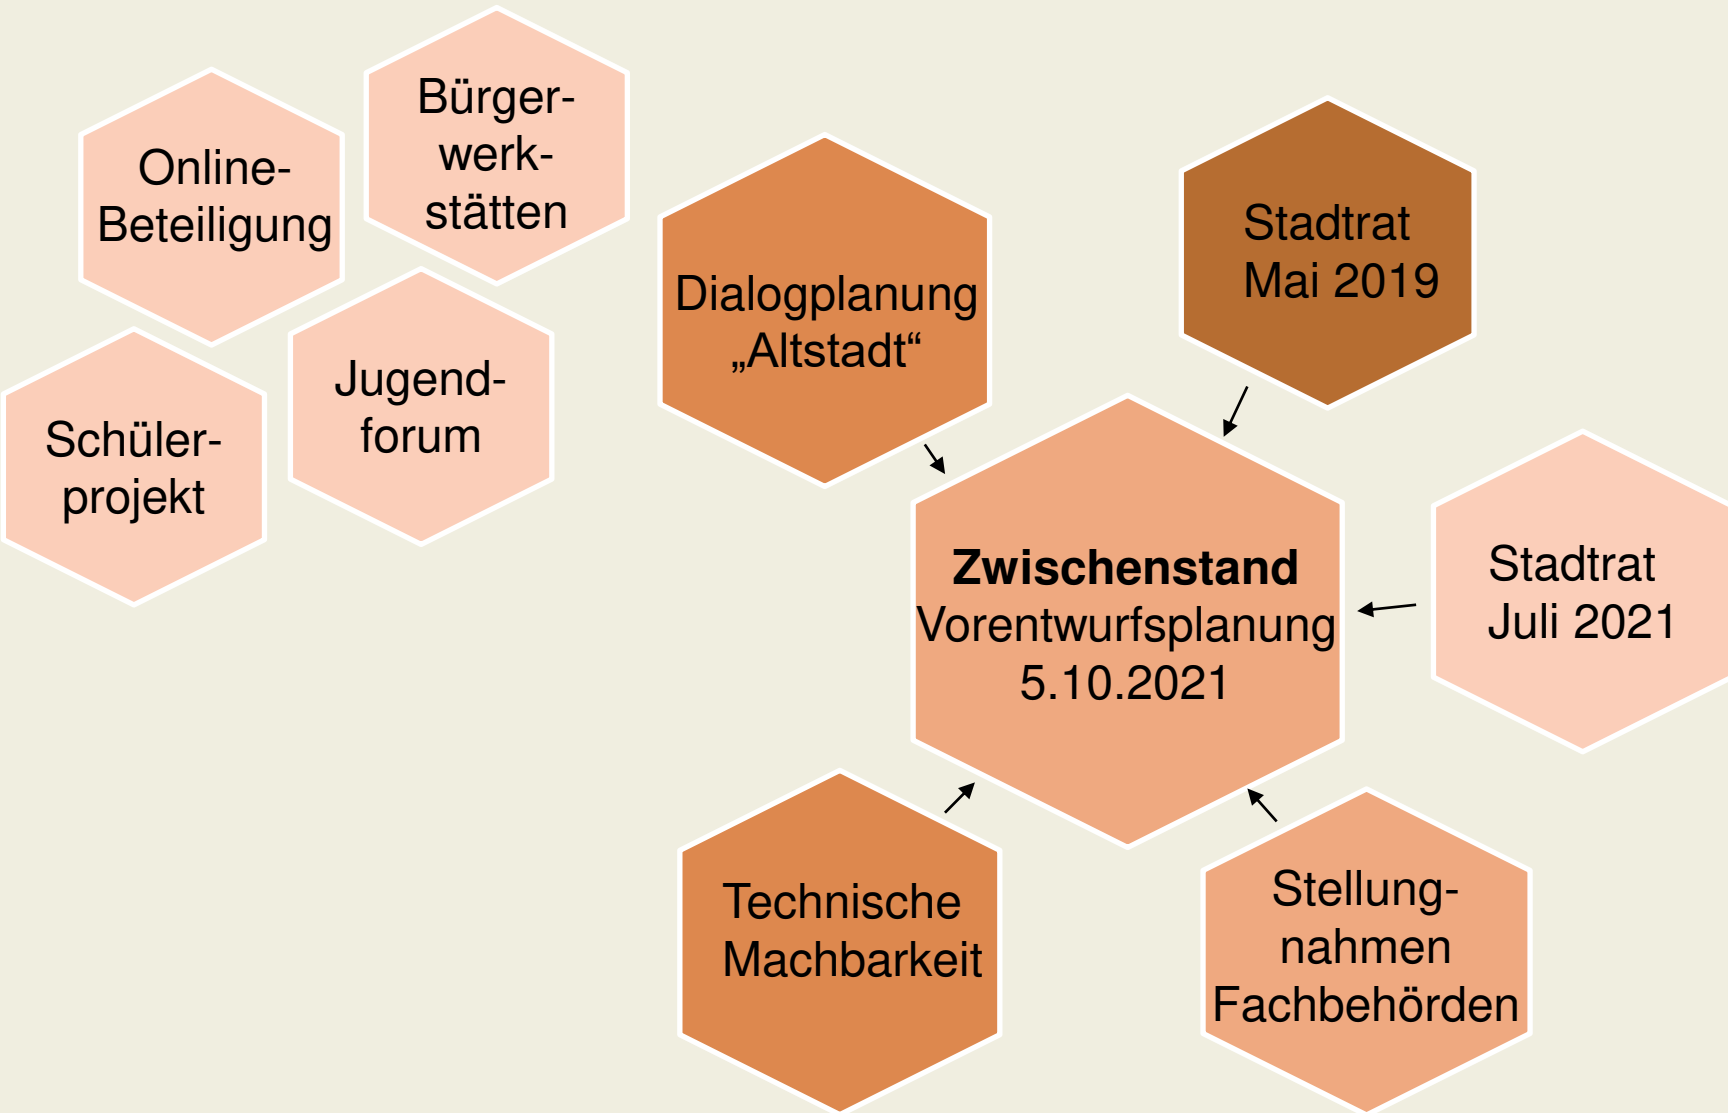 Bürger-
werk-
stätten
Online-
Beteiligung
Jugend-
forum
Schüler-
projekt
Dialogplanung
„Altstadt“
Stadtrat
Mai 2019
Zwischenstand
Vorentwurfsplanung
5.10.2021
Stadtrat
Juli 2021
Technische
Machbarkeit
Stellung-
nahmen
Fachbehörden